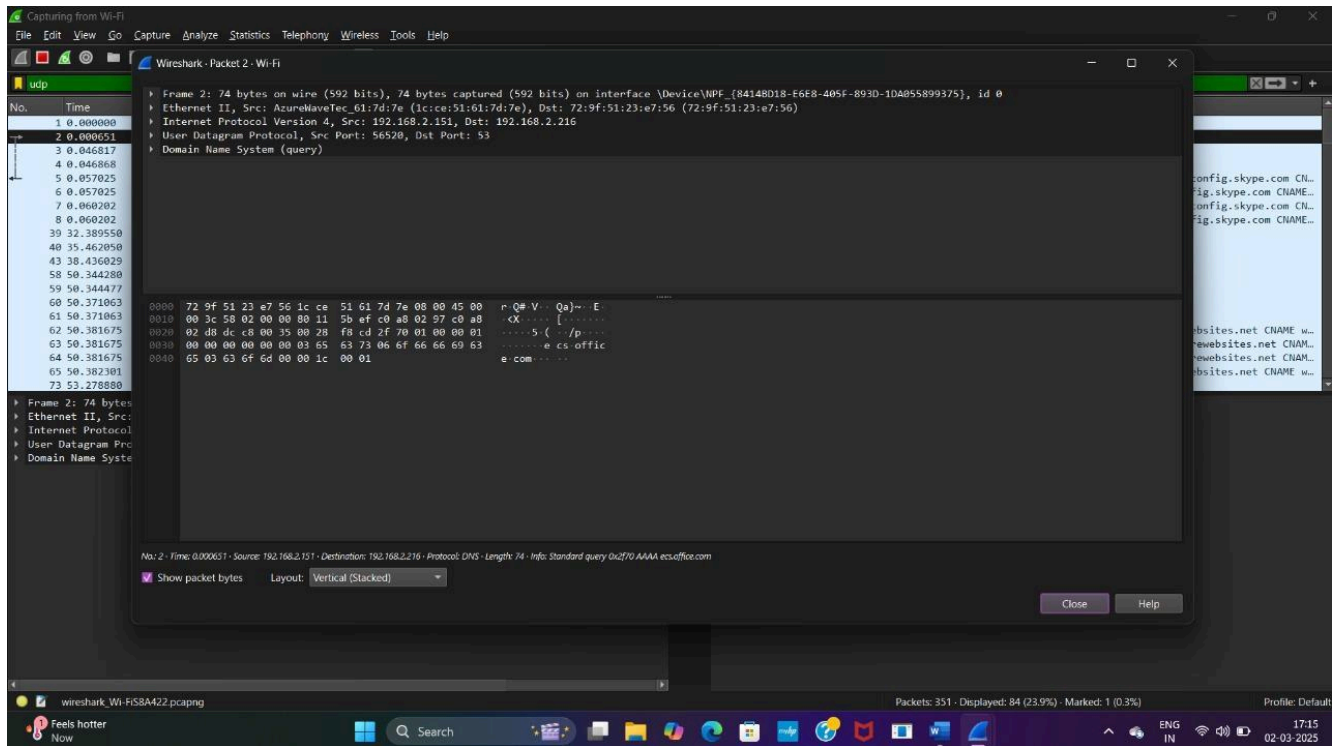 Capturing from Wi-Fi
File Edit View Go Capture Analyze Statistics Telephony Wireless Tools Help
udp
No. Time
1 0.000000
2 0.000651
3 0.046817
4 0.046868
5 0.057025
6 0.057025
7 0.060202
8 0.060202
39 32.389550
40 35.462050
43 38.436029
58 50.344280
59 50.344477
60 50.371063
61 50.371063
62 50.381675
63 50.381675
64 50.381675
65 50.382301
73 53.278880
Frame 2: 74 bytes
Ethernet II, Src:
Internet Protocol
User Datagram Pro
Domain Name Syste
Wireshark · Packet 2 · Wi-Fi
Frame 2: 74 bytes on wire (592 bits), 74 bytes captured (592 bits) on interface \Device\NPF_{8414BD18-E6E8-405F-893D-1DA055899375}, id 0
Ethernet II, Src: AzureWaveTec_61:7d:7e (1c:ce:51:61:7d:7e), Dst: 72:9f:51:23:e7:56 (72:9f:51:23:e7:56)
Internet Protocol Version 4, Src: 192.168.2.151, Dst: 192.168.2.216
User Datagram Protocol, Src Port: 56520, Dst Port: 53
Domain Name System (query)
0000 72 9f 51 23 e7 56 1c ce 51 61 7d 7e 08 00 45 00 r·Q#·V·· Qa}~··E·
0010 00 3c 58 02 00 00 80 11 5b ef c0 a8 02 97 c0 a8 ·<X····· [·······
0020 02 d8 dc c8 00 35 00 28 f8 cd 2f 70 01 00 00 01 ·····5·( ··/p····
0030 00 00 00 00 00 00 03 65 63 73 06 6f 66 66 69 63 ·······e cs·offic
0040 65 03 63 6f 6d 00 00 1c 00 01 e·com··· ··
No.: 2 · Time: 0.000651 · Source: 192.168.2.151 · Destination: 192.168.2.216 · Protocol: DNS · Length: 74 · Info: Standard query 0x2f70 AAAA ecs.office.com
Show packet bytes Layout: Vertical (Stacked)
Close Help
config.skype.com CN…
fig.skype.com CNAME…
config.skype.com CN…
fig.skype.com CNAME…
ebsites.net CNAME w…
rewebsites.net CNAM…
rewebsites.net CNAM…
ebsites.net CNAME w…
wireshark_Wi-FiS8A422.pcapng
Packets: 351 · Displayed: 84 (23.9%) · Marked: 1 (0.3%)
Profile: Default
1
Feels hotter
Now
Search
ENG
IN
17:15
02-03-2025